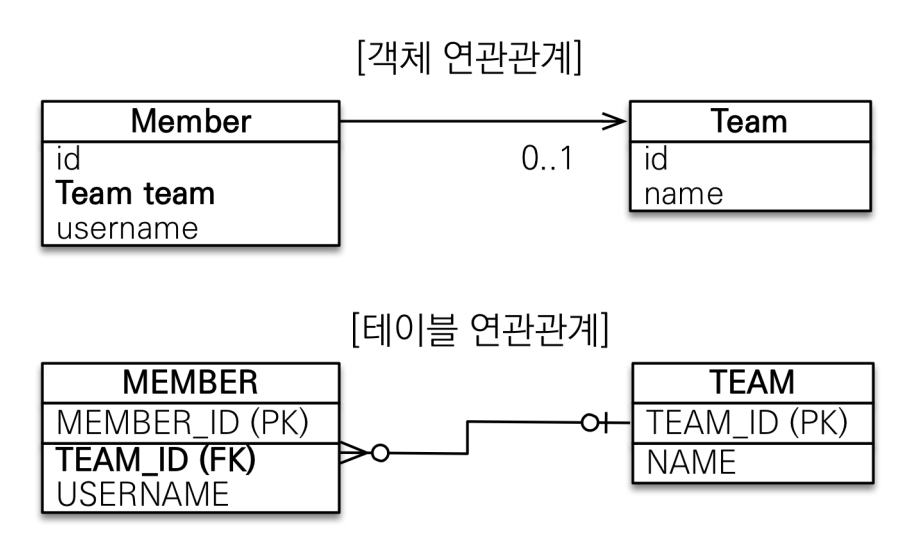 [객체 연관관계]
Member
id
Team team
username
0..1
Team
id
name
[테이블 연관관계]
MEMBER
MEMBER_ID (PK)
TEAM_ID (FK)
USERNAME
TEAM
TEAM_ID (PK)
NAME